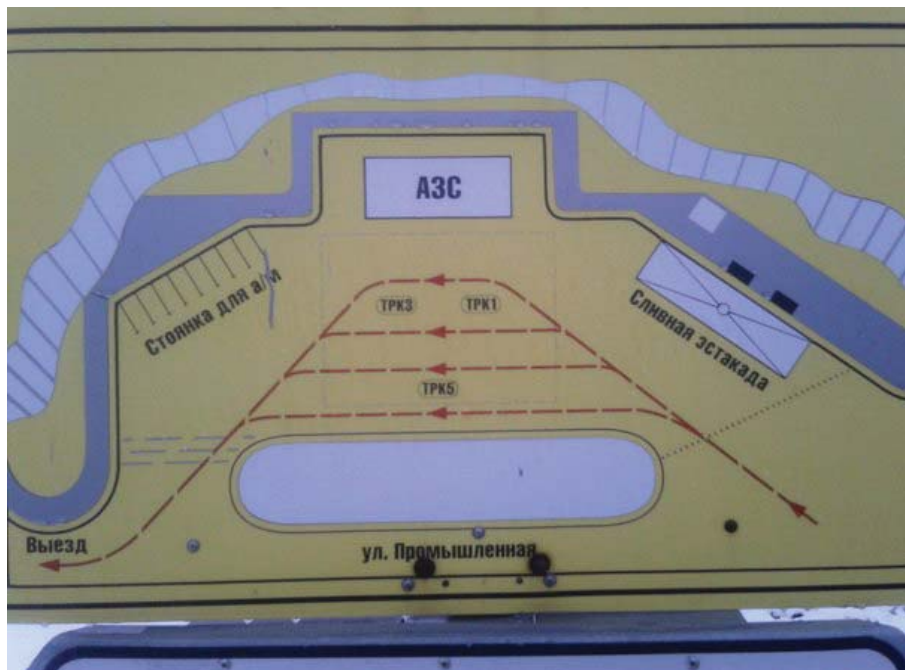 АЗС
Стоянка для а/м
ТРК3
ТРК1
Сливная эстакада
ТРК5
Выезд
ул. Промышленная